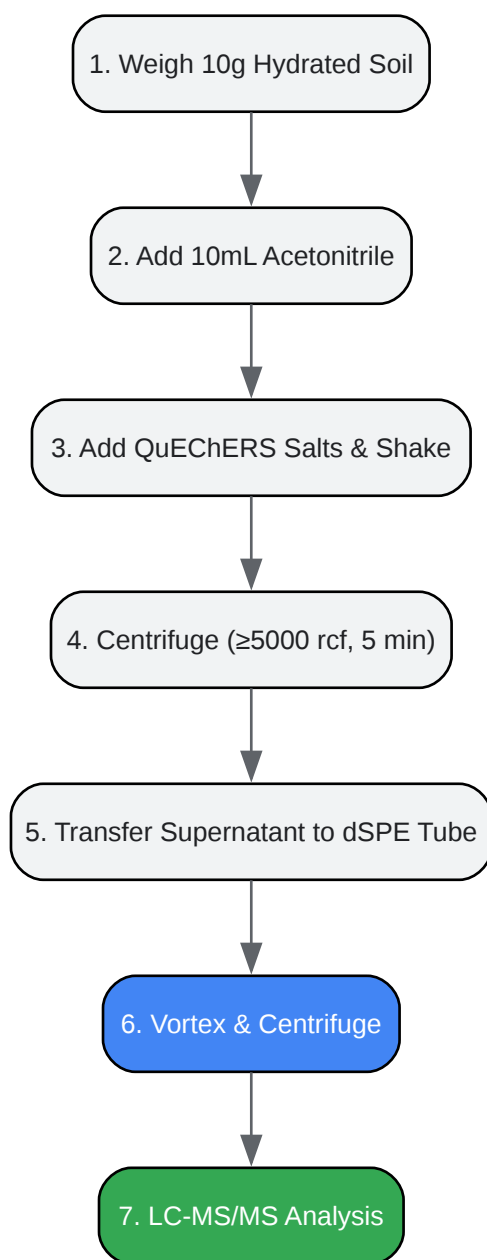 1. Weigh 10g Hydrated Soil
2. Add 10mL Acetonitrile
3. Add QuEChERS Salts & Shake
4. Centrifuge (≥5000 rcf, 5 min)
5. Transfer Supernatant to dSPE Tube
6. Vortex & Centrifuge
7. LC-MS/MS Analysis